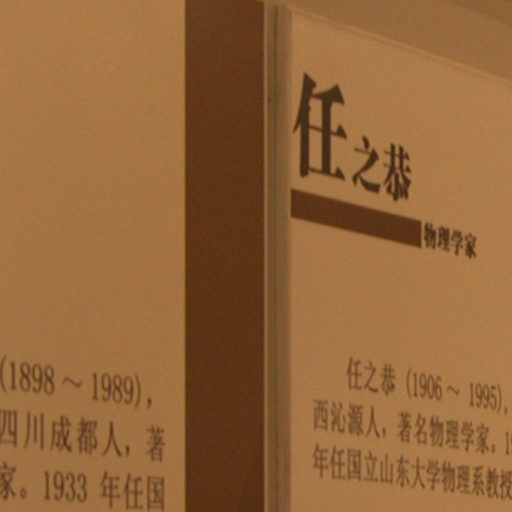 (1898 ～ 1989)，
四川成都人，著
家。1933 年任国
任之恭
物理学家
任之恭（1906 ～ 1995)，
西沁源人，著名物理学家。
年任国立山东大学物理系教授